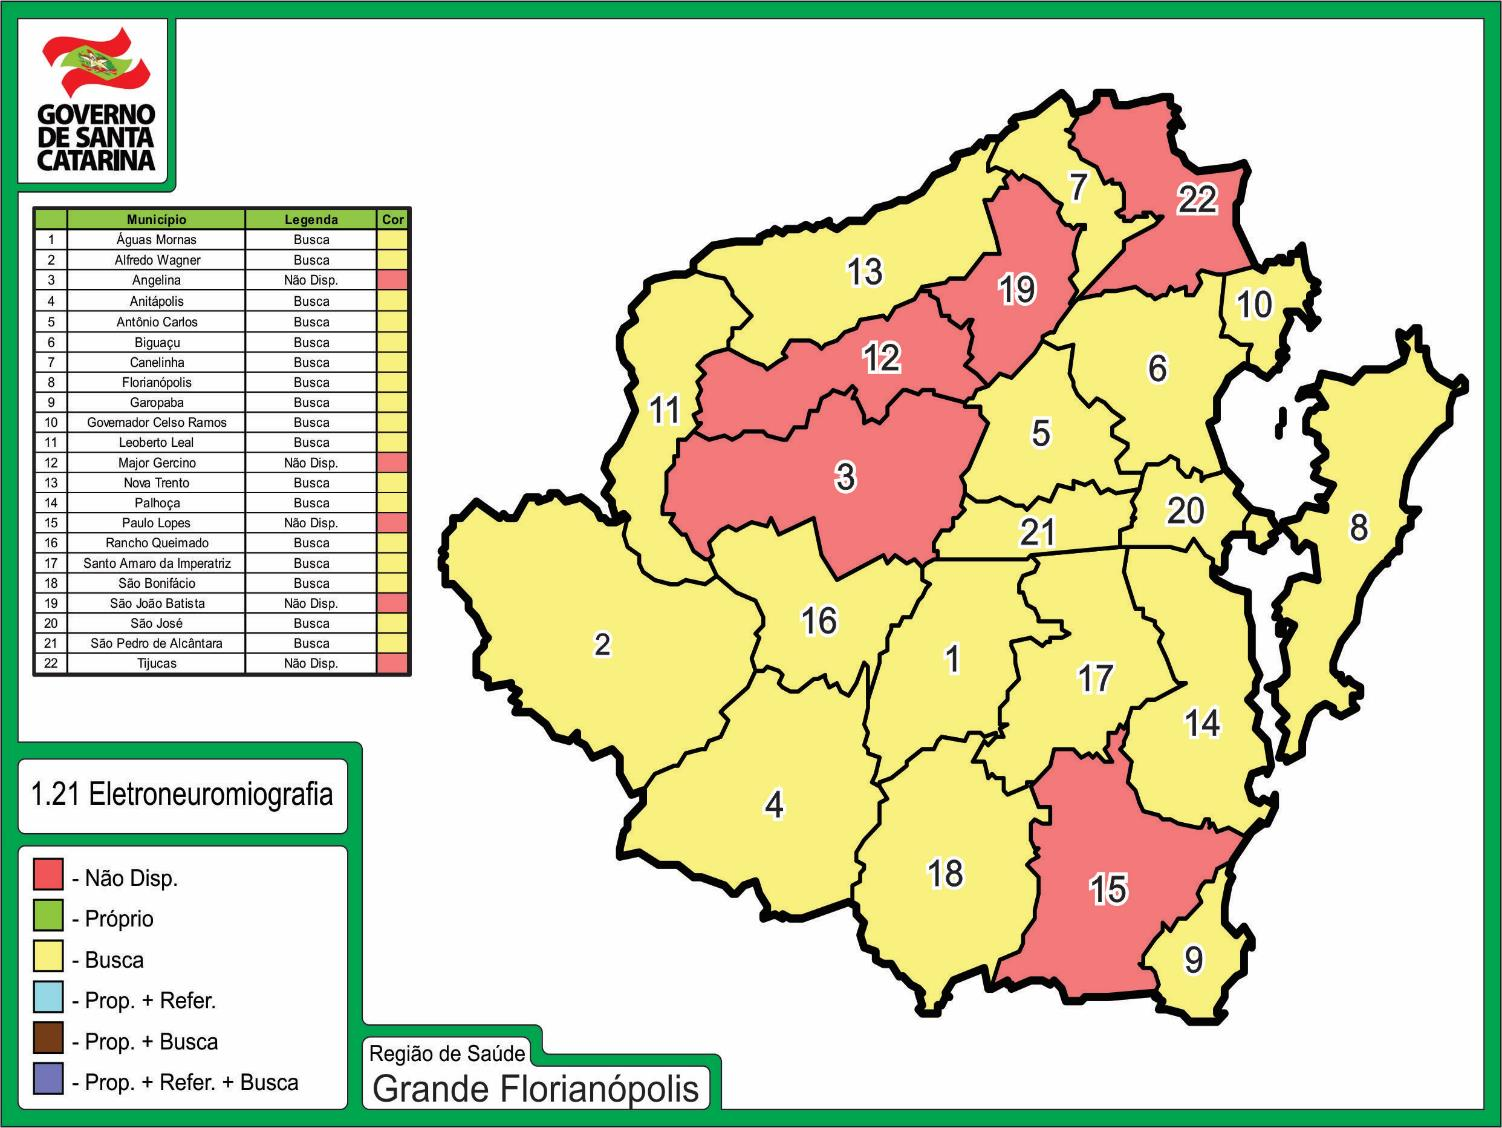 GOVERNO
DE SANTA
CATARINA
Município Legenda Cor
1 Águas Mornas Busca
2 Alfredo Wagner Busca
3 Angelina Não Disp.
4 Anitápolis Busca
5 Antônio Carlos Busca
6 Biguaçu Busca
7 Canelinha Busca
8 Florianópolis Busca
9 Garopaba Busca
10 Governador Celso Ramos Busca
11 Leoberto Leal Busca
12 Major Gercino Não Disp.
13 Nova Trento Busca
14 Palhoça Busca
15 Paulo Lopes Não Disp.
16 Rancho Queimado Busca
17 Santo Amaro da Imperatriz Busca
18 São Bonifácio Busca
19 São João Batista Não Disp.
20 São José Busca
21 São Pedro de Alcântara Busca
22 Tijucas Não Disp.
7
22
13
19
10
12
6
11
5
3
20
21
8
16
2
1
17
14
4
18
15
9
1.21 Eletroneuromiografia
- Não Disp.
- Próprio
- Busca
- Prop. + Refer.
- Prop. + Busca
- Prop. + Refer. + Busca
Região de Saúde
Grande Florianópolis